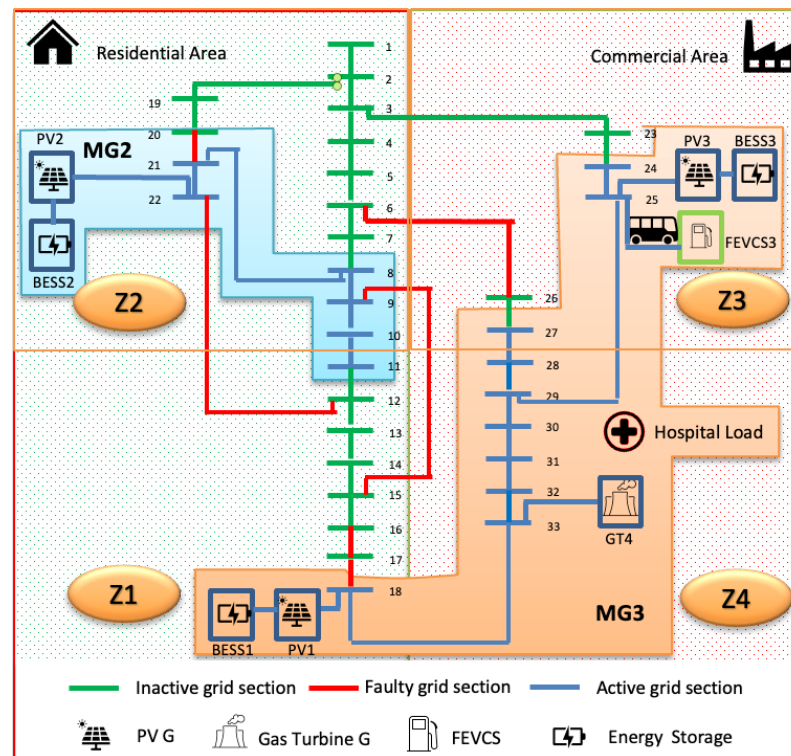 Residential Area
Commercial Area
1
2
3
4
5
6
7
8
9
10
11
12
13
14
15
16
17
18
19
20
21
22
23
24
25
26
27
28
29
30
31
32
33
PV2
MG2
BESS2
Z2
PV3
BESS3
FEVCS3
Z3
Hospital Load
GT4
Z1
BESS1
PV1
MG3
Z4
Inactive grid section
Faulty grid section
Active grid section
PV G
Gas Turbine G
FEVCS
Energy Storage